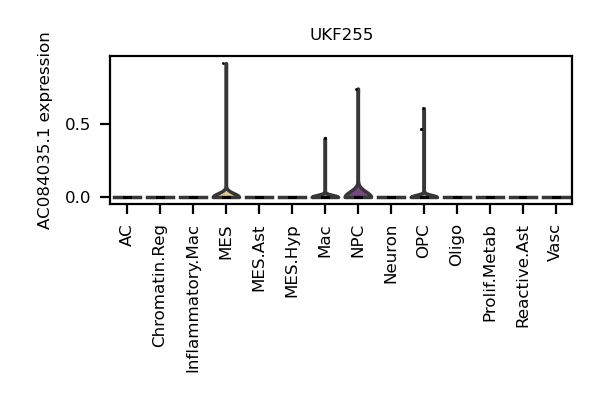 UKF255
AC084035.1 expression
0.5
0.0
AC
Chromatin.Reg
Inflammatory.Mac
MES
MES.Ast
MES.Hyp
Mac
NPC
Neuron
OPC
Oligo
Prolif.Metab
Reactive.Ast
Vasc